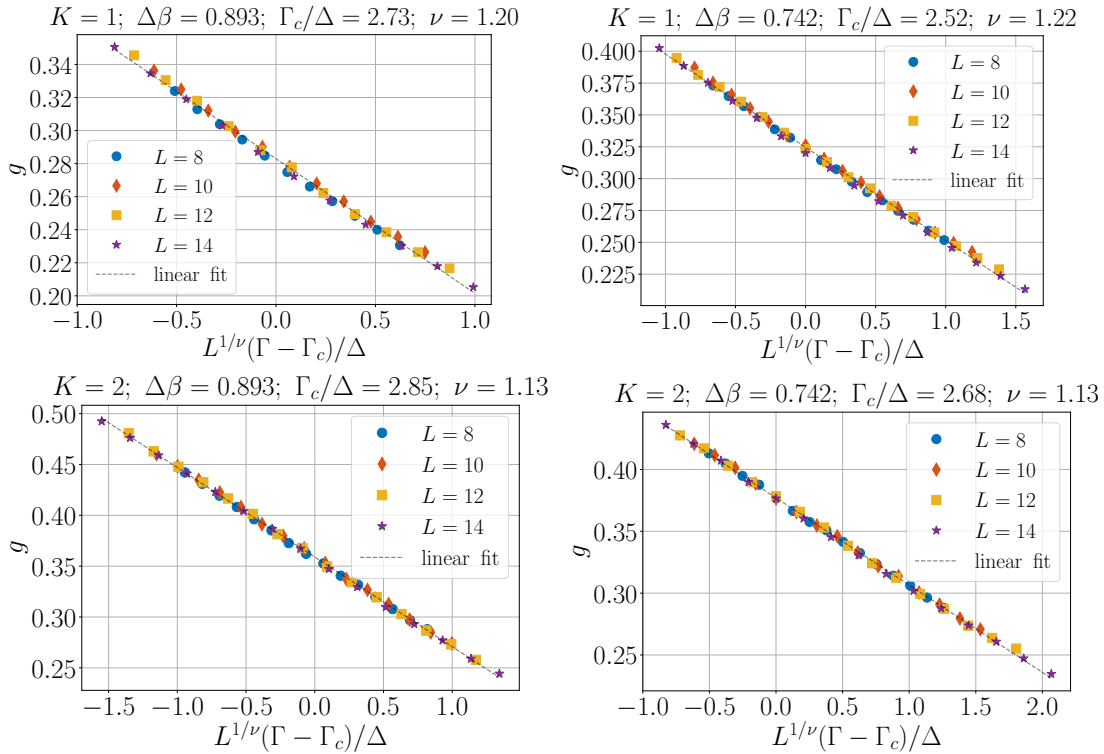 K = 1; Δβ = 0.893; Γ_c/Δ = 2.73; ν = 1.20
g
0.34
0.32
0.30
0.28
0.26
0.24
0.22
0.20
L = 8
L = 10
L = 12
L = 14
linear fit
−1.0 −0.5 0.0 0.5 1.0
L^{1/ν}(Γ − Γ_c)/Δ
K = 1; Δβ = 0.742; Γ_c/Δ = 2.52; ν = 1.22
g
0.400
0.375
0.350
0.325
0.300
0.275
0.250
0.225
L = 8
L = 10
L = 12
L = 14
linear fit
−1.0 −0.5 0.0 0.5 1.0 1.5
L^{1/ν}(Γ − Γ_c)/Δ
K = 2; Δβ = 0.893; Γ_c/Δ = 2.85; ν = 1.13
g
0.50
0.45
0.40
0.35
0.30
0.25
L = 8
L = 10
L = 12
L = 14
linear fit
−1.5 −1.0 −0.5 0.0 0.5 1.0
L^{1/ν}(Γ − Γ_c)/Δ
K = 2; Δβ = 0.742; Γ_c/Δ = 2.68; ν = 1.13
g
0.40
0.35
0.30
0.25
L = 8
L = 10
L = 12
L = 14
linear fit
−1.0 −0.5 0.0 0.5 1.0 1.5 2.0
L^{1/ν}(Γ − Γ_c)/Δ